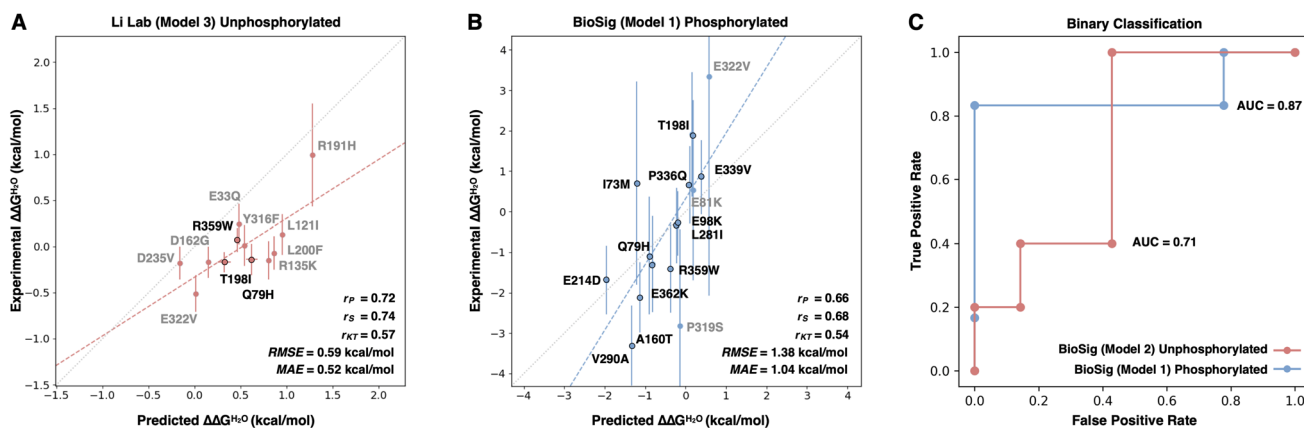 A
Li Lab (Model 3) Unphosphorylated
Experimental ΔΔG^H₂O (kcal/mol)
2.0
1.5
1.0
0.5
0.0
−0.5
−1.0
−1.5
R191H
E33Q
Y316F
R359W
L121I
D162G
D235V
L200F
R135K
T198I
Q79H
E322V
rP = 0.72
rS = 0.74
rKT = 0.57
RMSE = 0.59 kcal/mol
MAE = 0.52 kcal/mol
−1.5 −1.0 −0.5 0.0 0.5 1.0 1.5 2.0
Predicted ΔΔG^H₂O (kcal/mol)
B
BioSig (Model 1) Phosphorylated
Experimental ΔΔG^H₂O (kcal/mol)
4
3
2
1
0
−1
−2
−3
−4
E322V
T198I
P336Q
E339V
I73M
E81K
E98K
L281I
Q79H
R359W
E214D
E362K
A160T
P319S
V290A
rP = 0.66
rS = 0.68
rKT = 0.54
RMSE = 1.38 kcal/mol
MAE = 1.04 kcal/mol
−4 −3 −2 −1 0 1 2 3 4
Predicted ΔΔG^H₂O (kcal/mol)
C
Binary Classification
True Positive Rate
1.0
0.8
0.6
0.4
0.2
0.0
AUC = 0.87
AUC = 0.71
BioSig (Model 2) Unphosphorylated
BioSig (Model 1) Phosphorylated
0.0 0.2 0.4 0.6 0.8 1.0
False Positive Rate